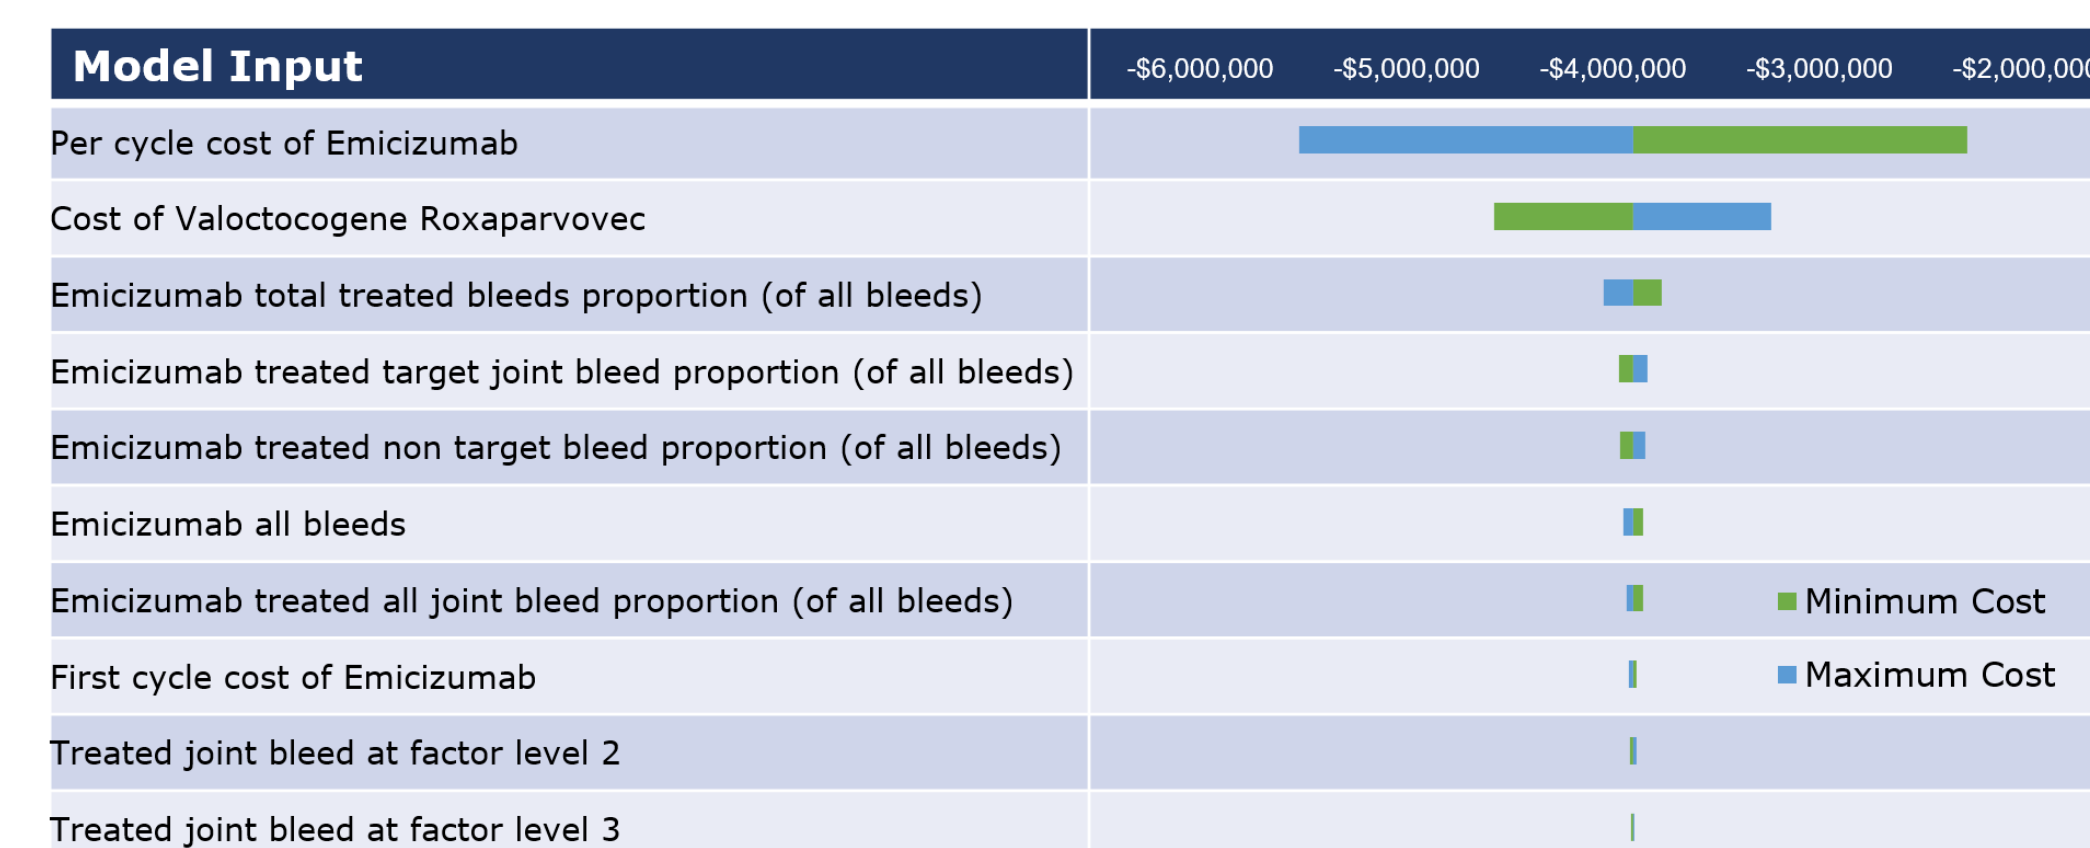 Model Input -$6,000,000 -$5,000,000 -$4,000,000 -$3,000,000 -$2,000,000
Per cycle cost of Emicizumab
Cost of Valoctocogene Roxaparvovec
Emicizumab total treated bleeds proportion (of all bleeds)
Emicizumab treated target joint bleed proportion (of all bleeds)
Emicizumab treated non target bleed proportion (of all bleeds)
Emicizumab all bleeds
Emicizumab treated all joint bleed proportion (of all bleeds)
Minimum Cost
First cycle cost of Emicizumab
Maximum Cost
Treated joint bleed at factor level 2
Treated joint bleed at factor level 3